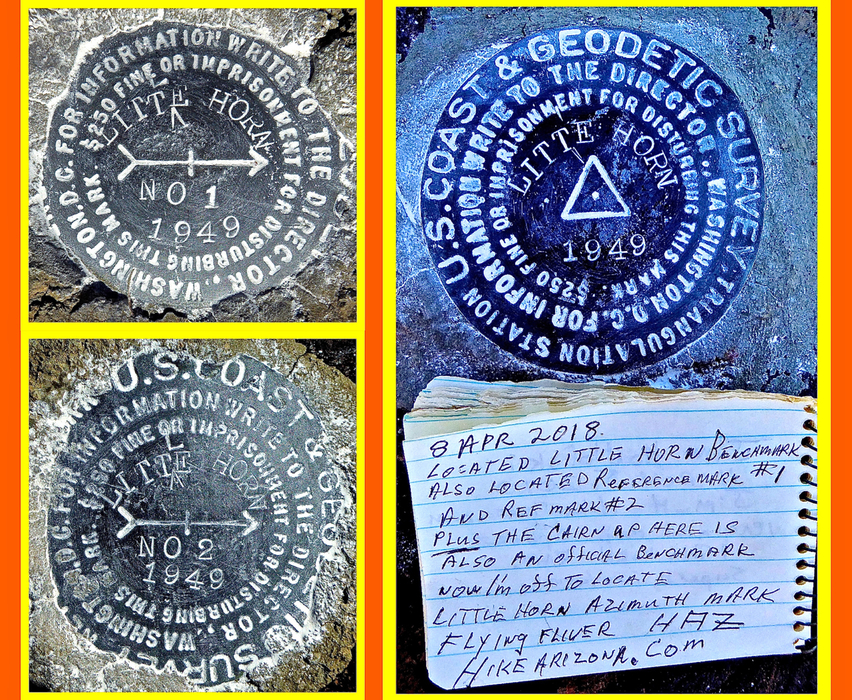 FOR INFORMATION WRITE TO THE DIRECTOR., WASHINGTON, D.C.
$250 FINE OR IMPRISONMENT FOR DISTURBING THIS MARK.
L
LITTE HORN
NO 1
1949
U.S. COAST & GEO
SURVEY
FOR INFORMATION WRITE TO THE DIRECTOR., WASHINGTON, D.C.
$250 FINE OR IMPRISONMENT FOR DISTURBING THIS MARK.
L
LITTE HORN
NO 2
1949
U.S. COAST & GEODETIC SURVEY
TRIANGULATION STATION
FOR INFORMATION WRITE TO THE DIRECTOR., WASHINGTON, D.C.
$250 FINE OR IMPRISONMENT FOR DISTURBING THIS MARK.
LITTE HORN
1949
8 APR 2018.
LOCATED LITTLE HORN BENCHMARK
ALSO LOCATED REFERENCE MARK #1
AND REF MARK #2
PLUS THE CAIRN UP HERE IS
ALSO AN OFFICIAL BENCHMARK
NOW I'M OFF TO LOCATE
LITTLE HORN AZIMUTH MARK
FLYING FLIVER HAZ
HIKEARIZONA.COM